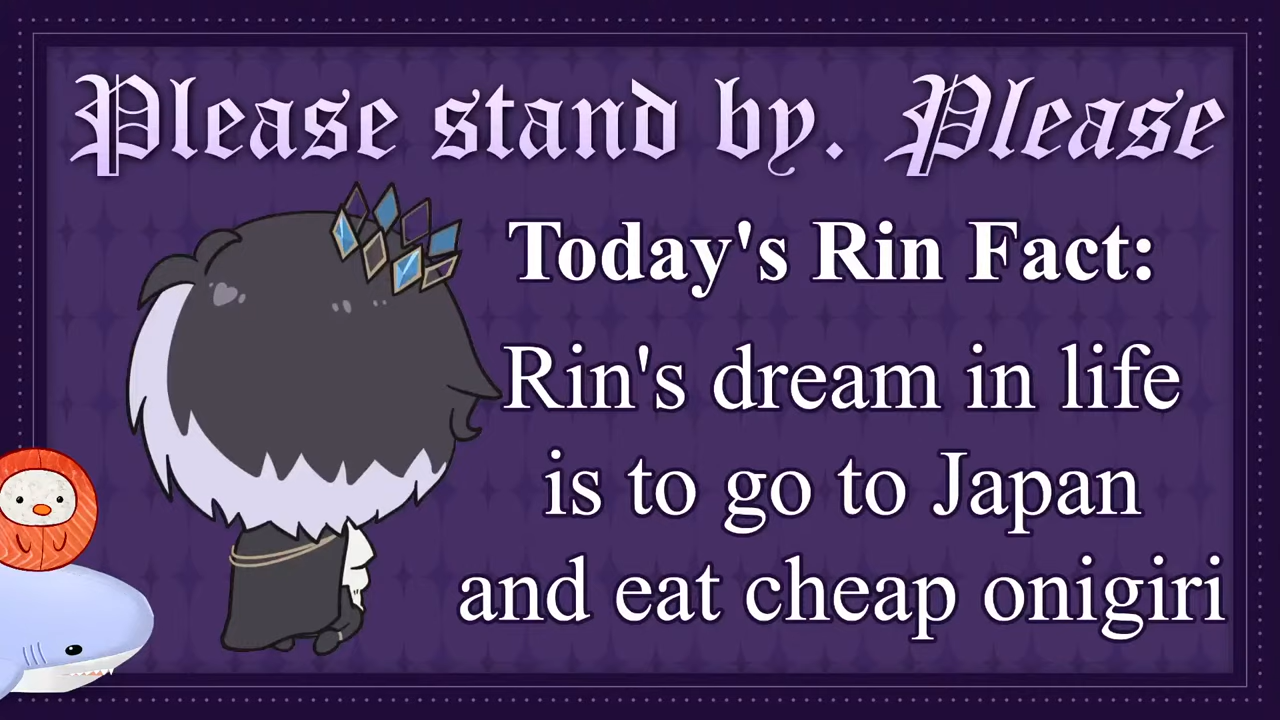 Please stand by. Please
Today's Rin Fact:
Rin's dream in life
is to go to Japan
and eat cheap onigiri